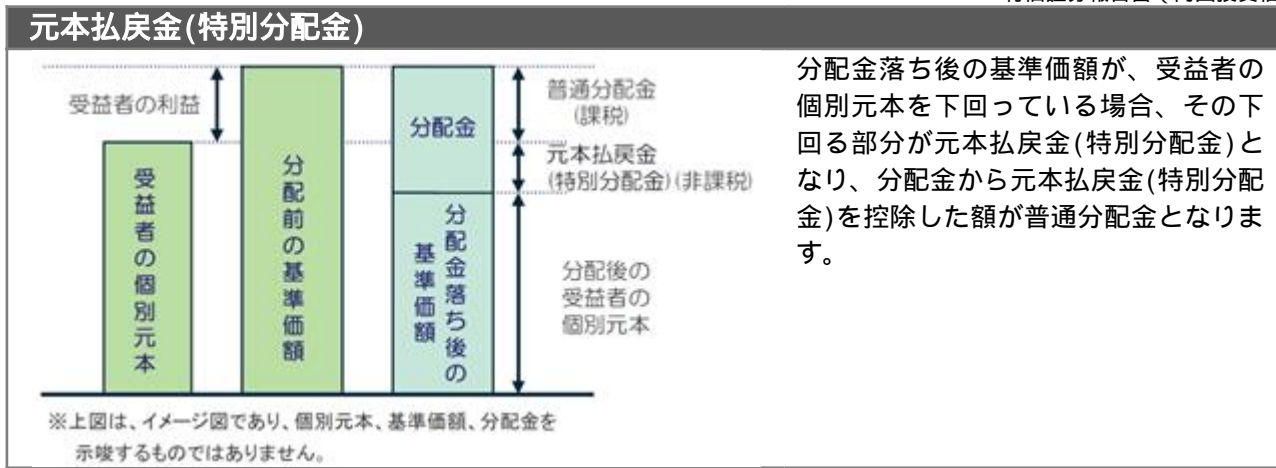 元本払戻金(特別分配金)
受益者の利益
受益者の個別元本
分配前の基準価額
分配金
分配金落ち後の
基準価額
普通分配金
(課税)
元本払戻金
(特別分配金)(非課税)
分配後の
受益者の
個別元本
※上図は、イメージ図であり、個別元本、基準価額、分配金を
示唆するものではありません。
分配金落ち後の基準価額が、受益者の
個別元本を下回っている場合、その下
回る部分が元本払戻金(特別分配金)と
なり、分配金から元本払戻金(特別分配
金)を控除した額が普通分配金となりま
す。